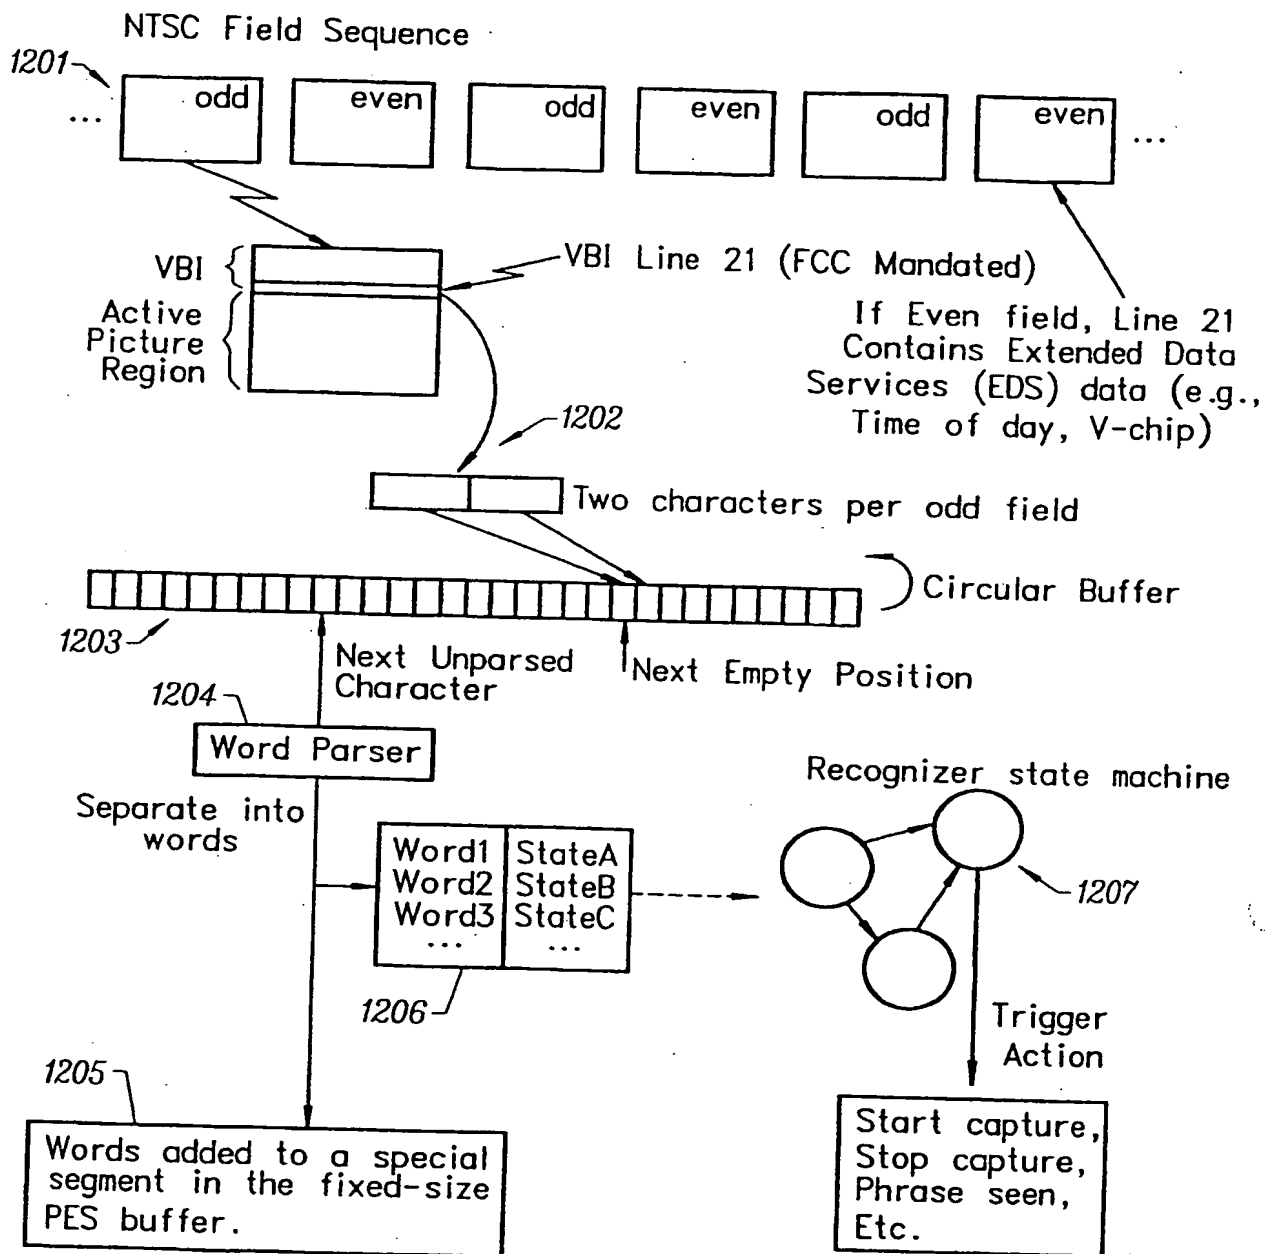 NTSC Field Sequence
1201
... odd even odd even odd even ...
VBI
VBI Line 21 (FCC Mandated)
Active
Picture
Region
If Even field, Line 21
Contains Extended Data
Services (EDS) data (e.g.,
Time of day, V-chip)
1202
Two characters per odd field
Circular Buffer
1203
Next Unparsed
Character
Next Empty Position
1204
Word Parser
Separate into
words
Recognizer state machine
Word1 StateA
Word2 StateB
Word3 StateC
... ...
1207
1206
Trigger
Action
1205
Words added to a special
segment in the fixed-size
PES buffer.
Start capture,
Stop capture,
Phrase seen,
Etc.